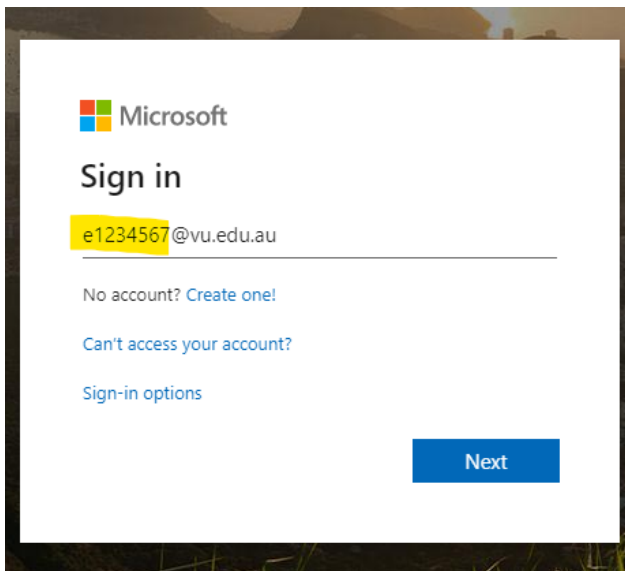 Microsoft
Sign in
e1234567@vu.edu.au
No account? Create one!
Can't access your account?
Sign-in options
Next